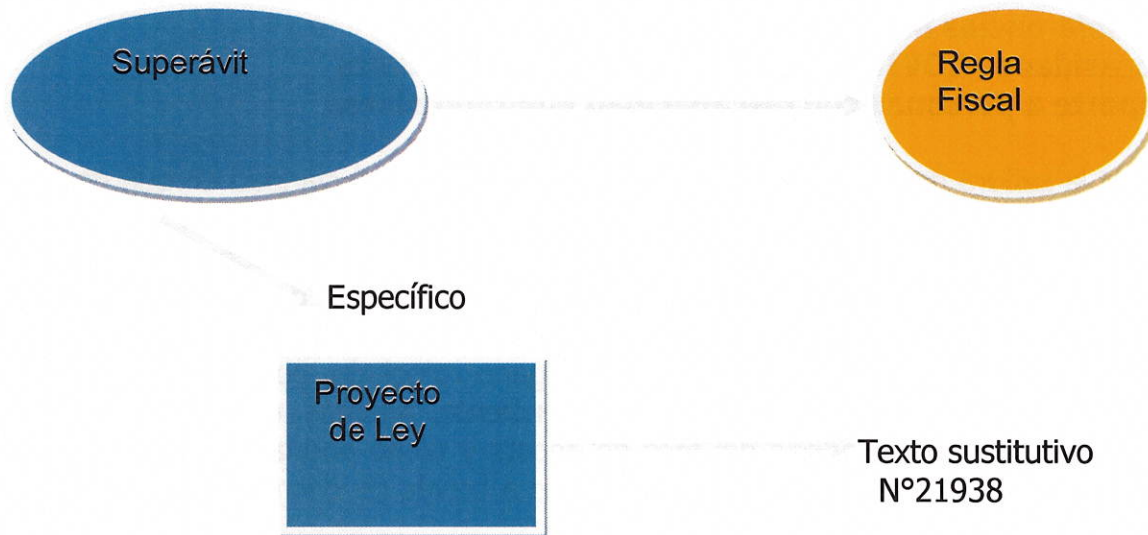 Superávit
Regla
Fiscal
Específico
Proyecto
de Ley
Texto sustitutivo
N°21938